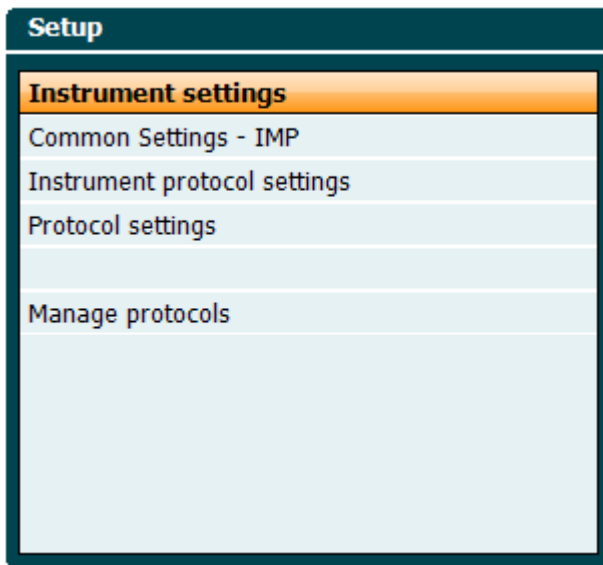 Setup
Instrument settings
Common Settings - IMP
Instrument protocol settings
Protocol settings
Manage protocols